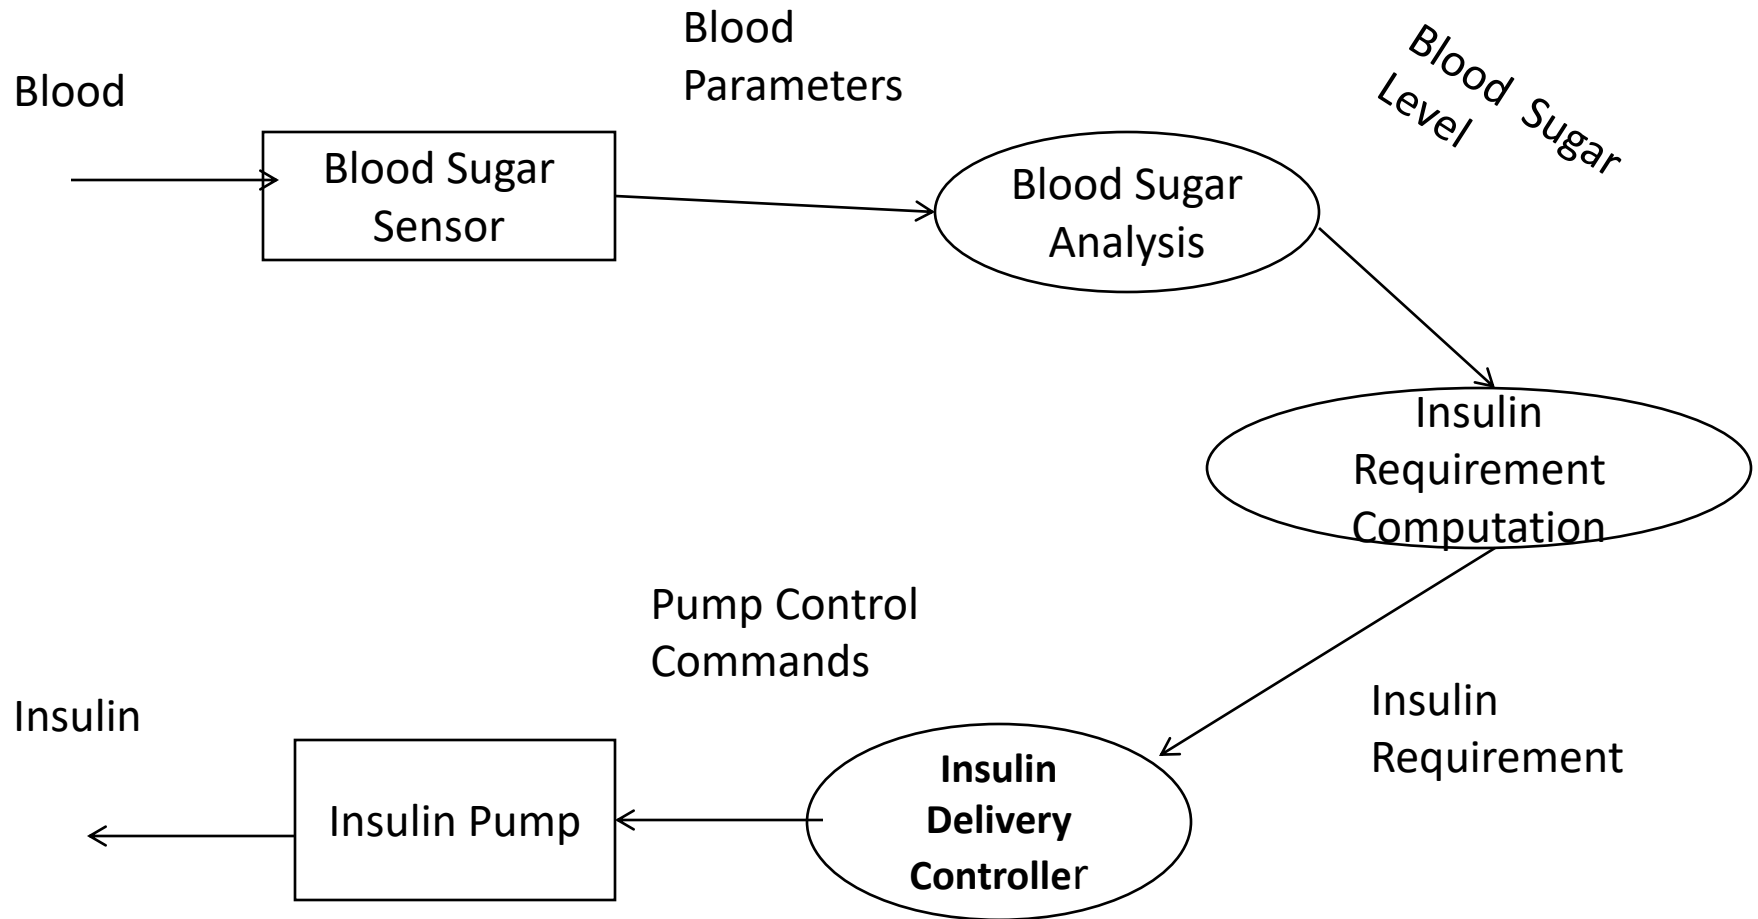 Blood
Parameters
Blood
Blood Sugar
Level
Blood Sugar
Sensor
Blood Sugar
Analysis
Insulin
Requirement
Computation
Pump Control
Commands
Insulin
Requirement
Insulin
Insulin Pump
Insulin
Delivery
Controller